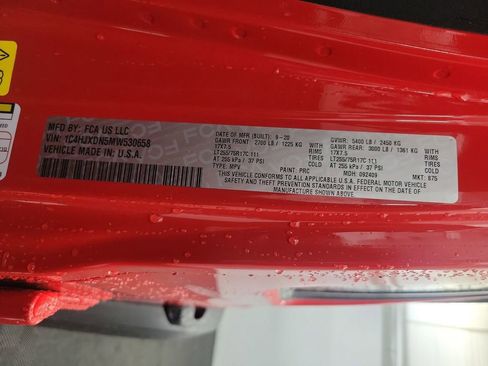 MFD BY: FCA US LLC
VIN: 1C4HJXDN5MW530658
VEHICLE MADE IN: U.S.A.
DATE OF MFR (BUILT): 9-20 GVWR: 5400 LB / 2450 KG
GAWR FRONT: 2700 LB / 1225 KG WITH GAWR REAR: 3000 LB / 1361 KG WITH
17X7.5 RIMS 17X7.5 RIMS
LT255/75R17C TIRES LT255/75R17C TIRES
AT 255 kPa / 37 PSI COLD AT 255 kPa / 37 PSI COLD
TYPE: MPV PAINT: PRC MDH: 092409 MKT: 875
THIS VEHICLE CONFORMS TO ALL APPLICABLE U.S.A. FEDERAL MOTOR VEHICLE
SAFETY AND THEFT PREVENTION STANDARDS IN EFFECT ON THE DATE OF
MANUFACTURE SHOWN ABOVE.